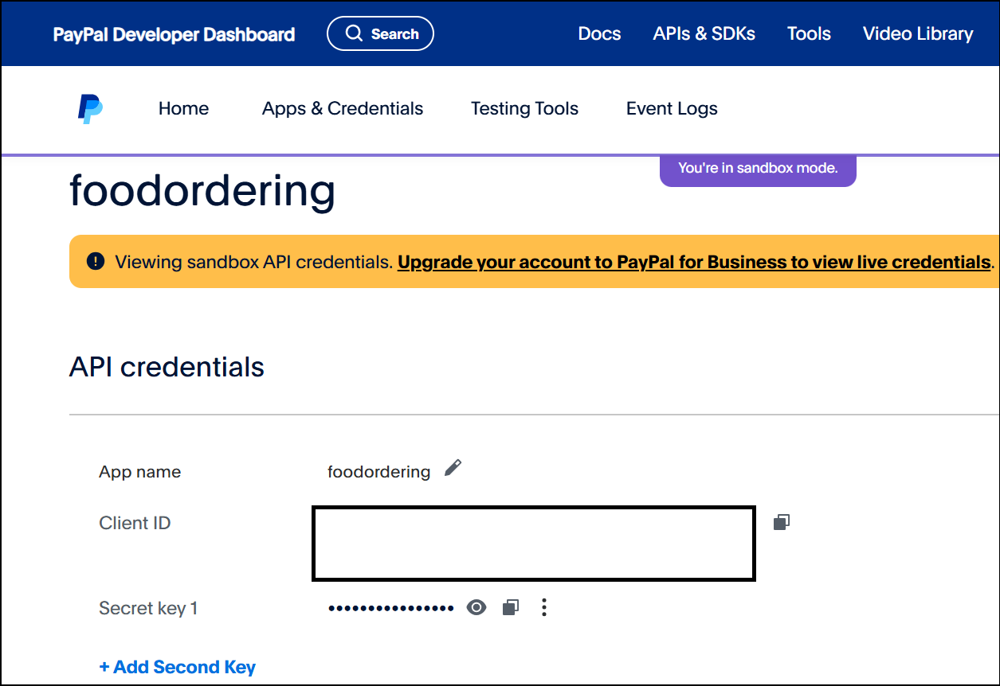 PayPal Developer Dashboard Search Docs APIs & SDKs Tools Video Library
Home Apps & Credentials Testing Tools Event Logs
You're in sandbox mode.
foodordering
! Viewing sandbox API credentials. Upgrade your account to PayPal for Business to view live credentials.
API credentials
App name foodordering
Client ID
Secret key 1 ••••••••••••••••
+ Add Second Key